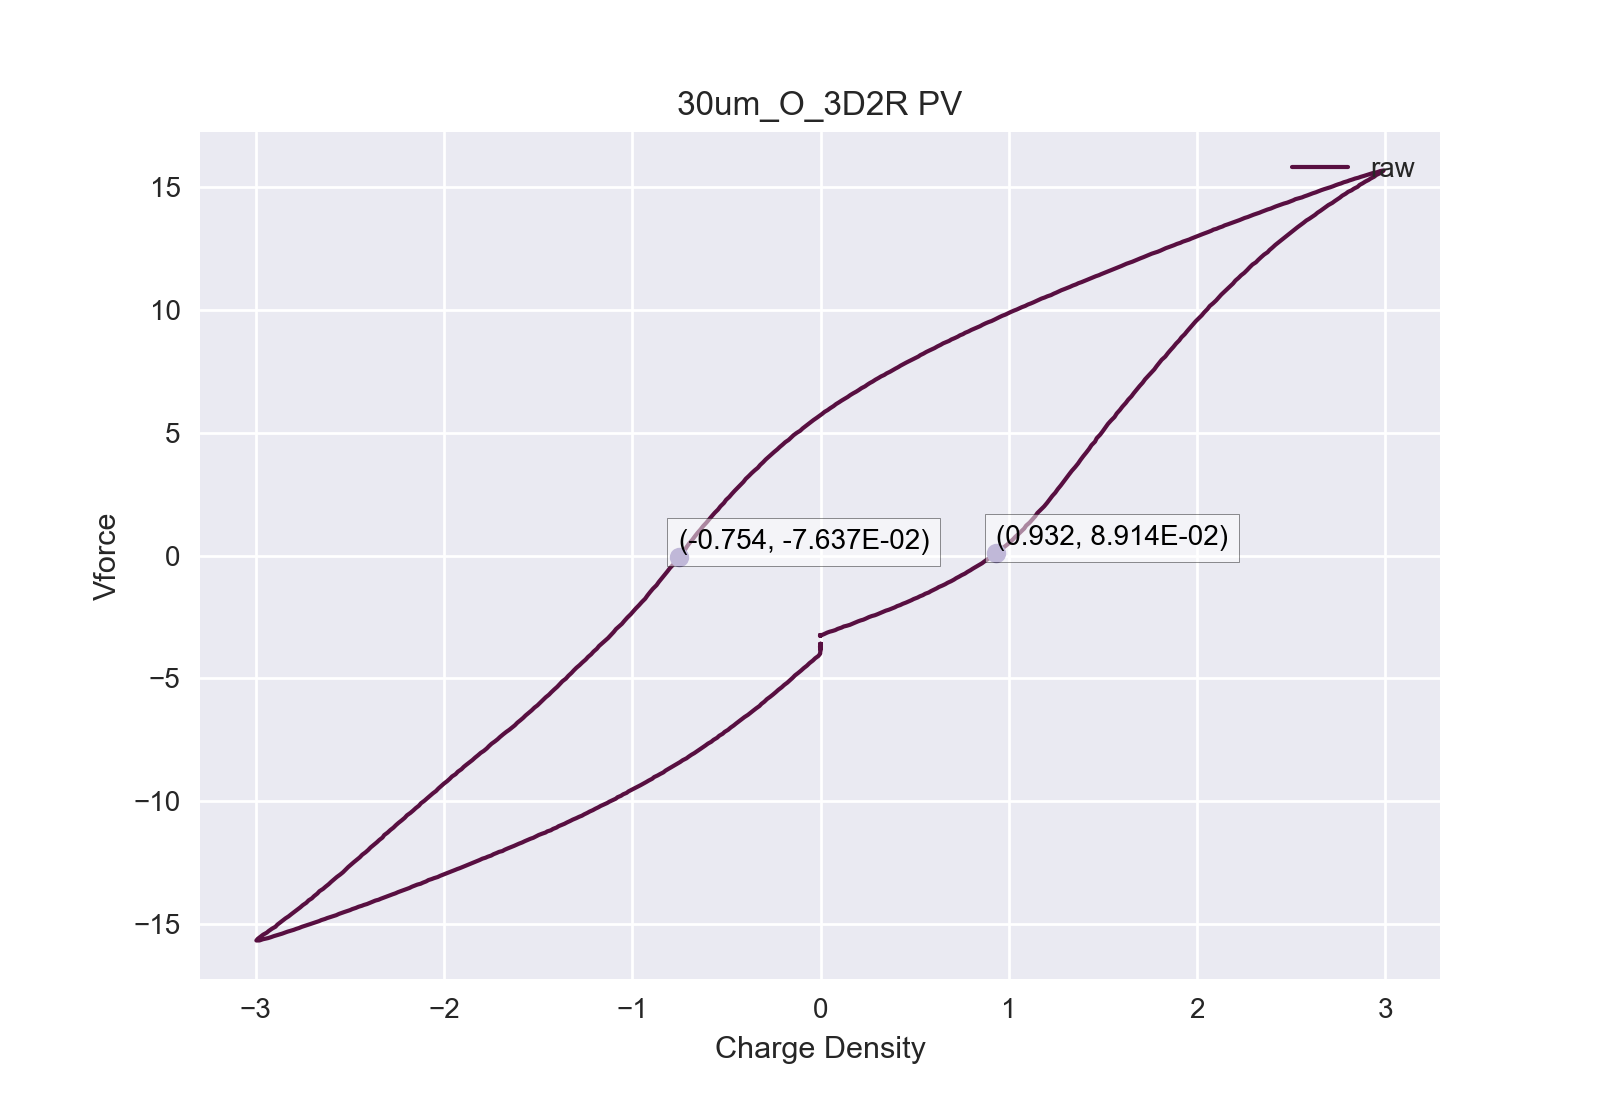 30um_O_3D2R PV
raw
15
10
5
0
−5
−10
−15
Vforce
(-0.754, -7.637E-02)
(0.932, 8.914E-02)
−3 −2 −1 0 1 2 3
Charge Density